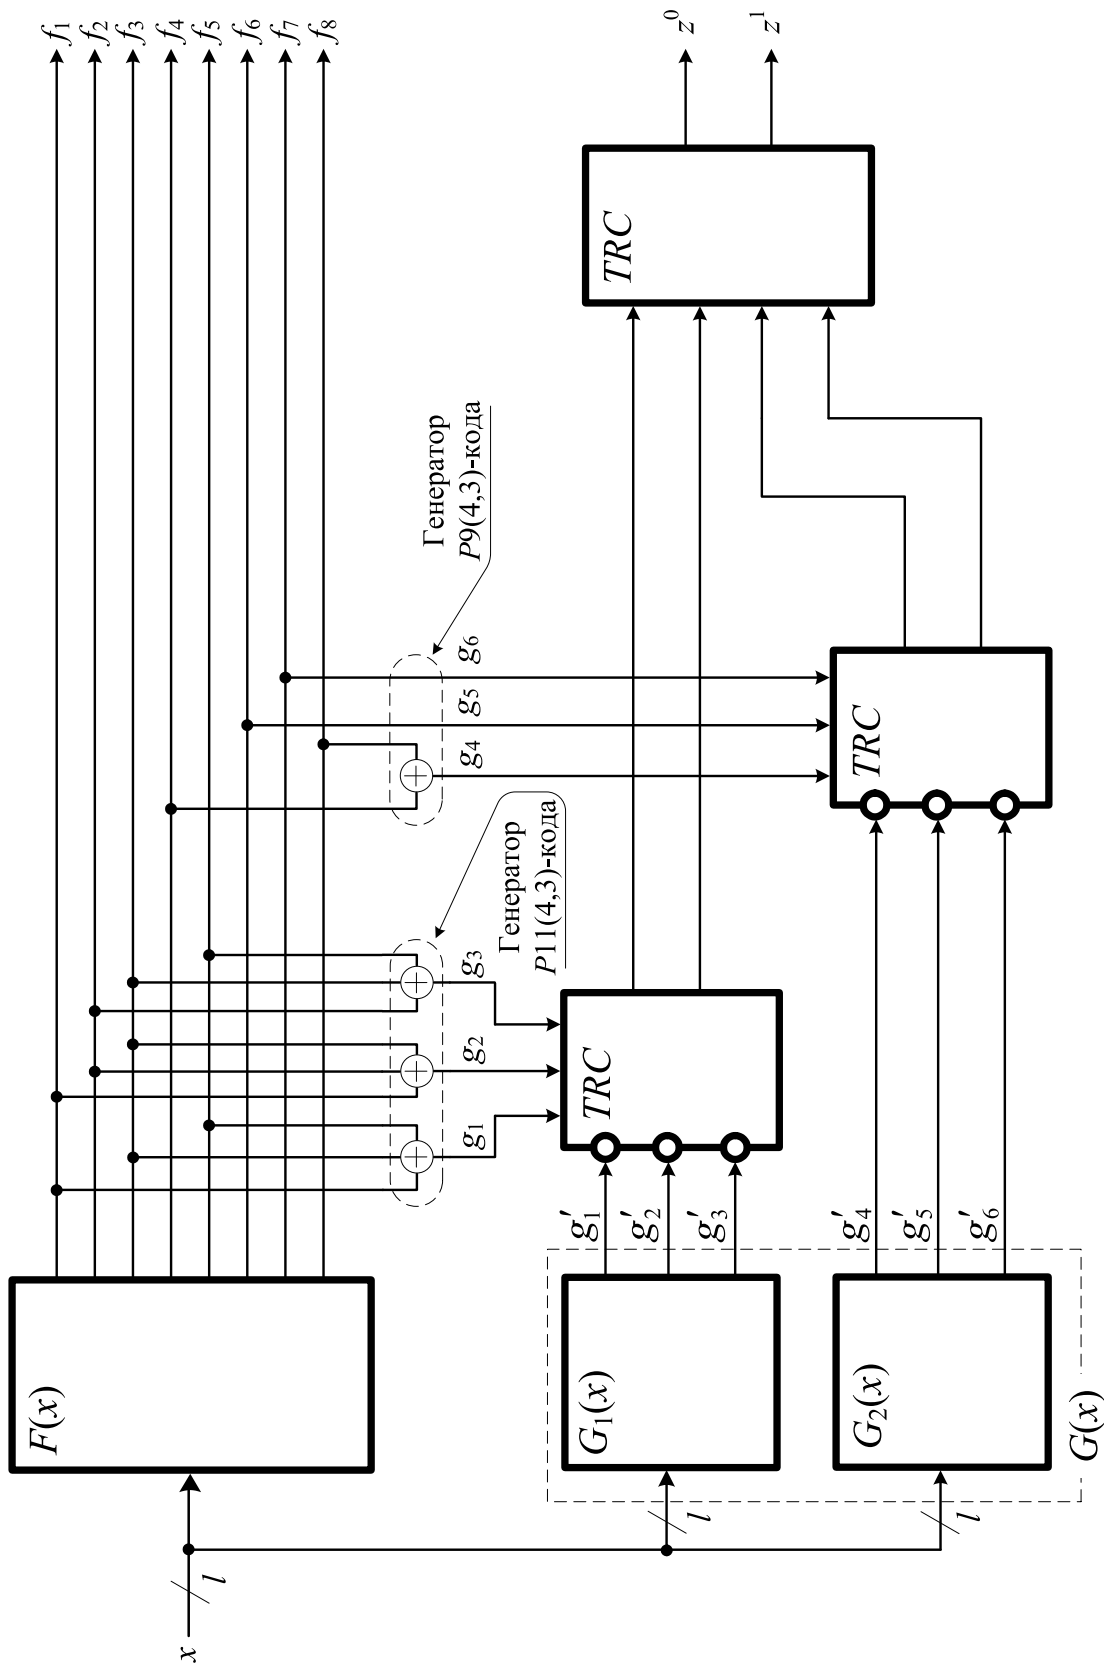 x
l
F(x)
f1
f2
f3
f4
f5
f6
f7
f8
Генератор
P11(4,3)-кода
Генератор
P9(4,3)-кода
g1
g2
g3
g4
g5
g6
l
G1(x)
g′1
g′2
g′3
TRC
l
G2(x)
g′4
g′5
g′6
TRC
G(x)
TRC
z0
z1